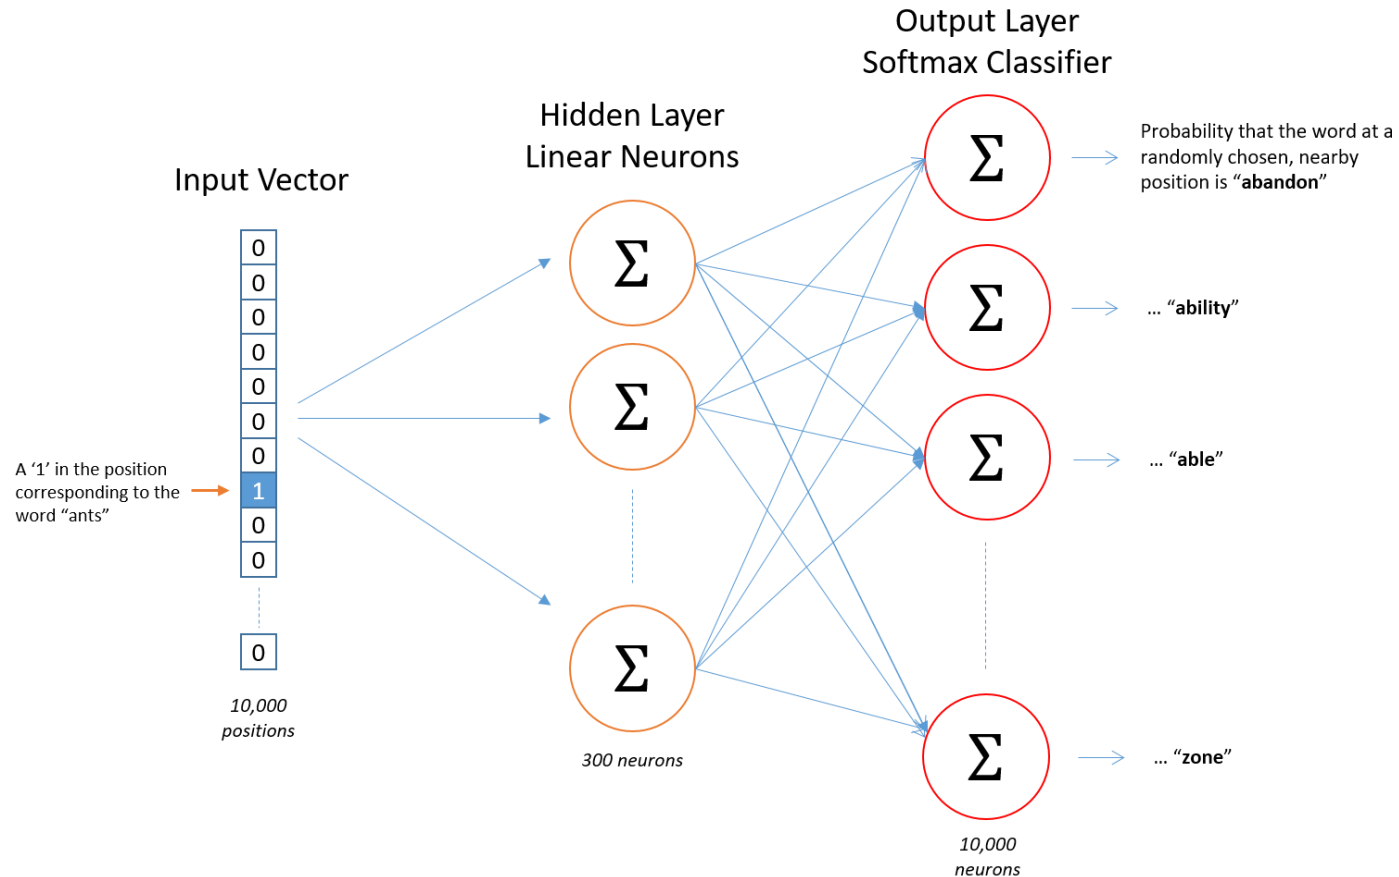 Output Layer
Softmax Classifier
Hidden Layer
Linear Neurons
Input Vector
0
0
0
0
0
0
0
1
0
0
0
A ‘1’ in the position
corresponding to the
word “ants”
10,000
positions
Σ
Σ
Σ
300 neurons
Σ
Σ
Σ
Σ
10,000
neurons
Probability that the word at a
randomly chosen, nearby
position is “abandon”
... “ability”
... “able”
... “zone”